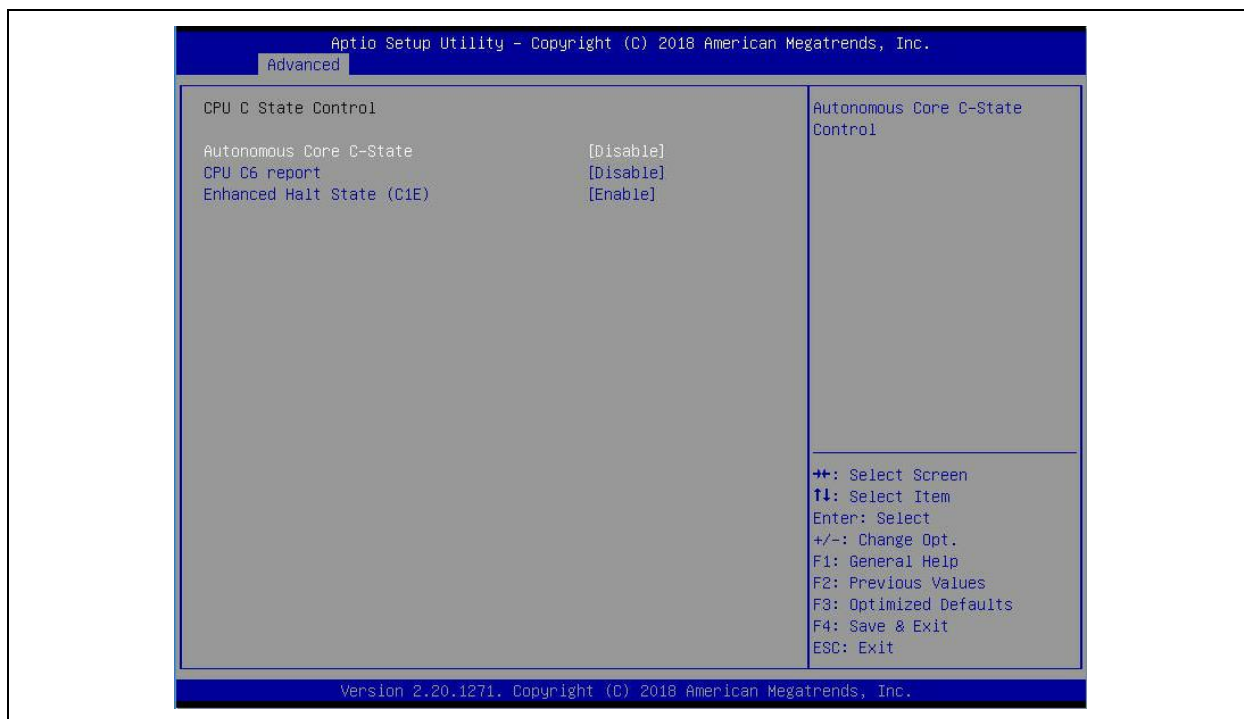 Aptio Setup Utility – Copyright (C) 2018 American Megatrends, Inc.
Advanced
CPU C State Control
Autonomous Core C-State [Disable]
CPU C6 report [Disable]
Enhanced Halt State (C1E) [Enable]
Autonomous Core C-State
Control
→←: Select Screen
↑↓: Select Item
Enter: Select
+/-: Change Opt.
F1: General Help
F2: Previous Values
F3: Optimized Defaults
F4: Save & Exit
ESC: Exit
Version 2.20.1271. Copyright (C) 2018 American Megatrends, Inc.